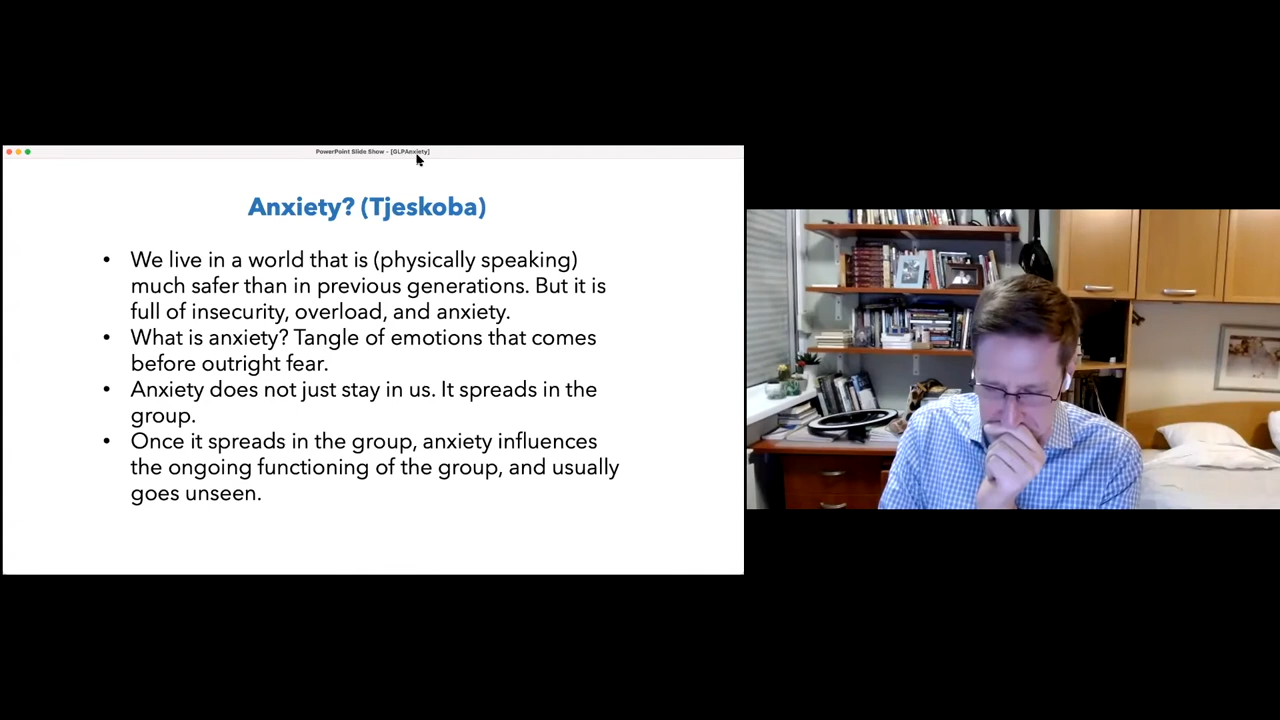 PowerPoint Slide Show - [GLPAnxiety]
Anxiety? (Tjeskoba)
• We live in a world that is (physically speaking)
much safer than in previous generations. But it is
full of insecurity, overload, and anxiety.
• What is anxiety? Tangle of emotions that comes
before outright fear.
• Anxiety does not just stay in us. It spreads in the
group.
• Once it spreads in the group, anxiety influences
the ongoing functioning of the group, and usually
goes unseen.